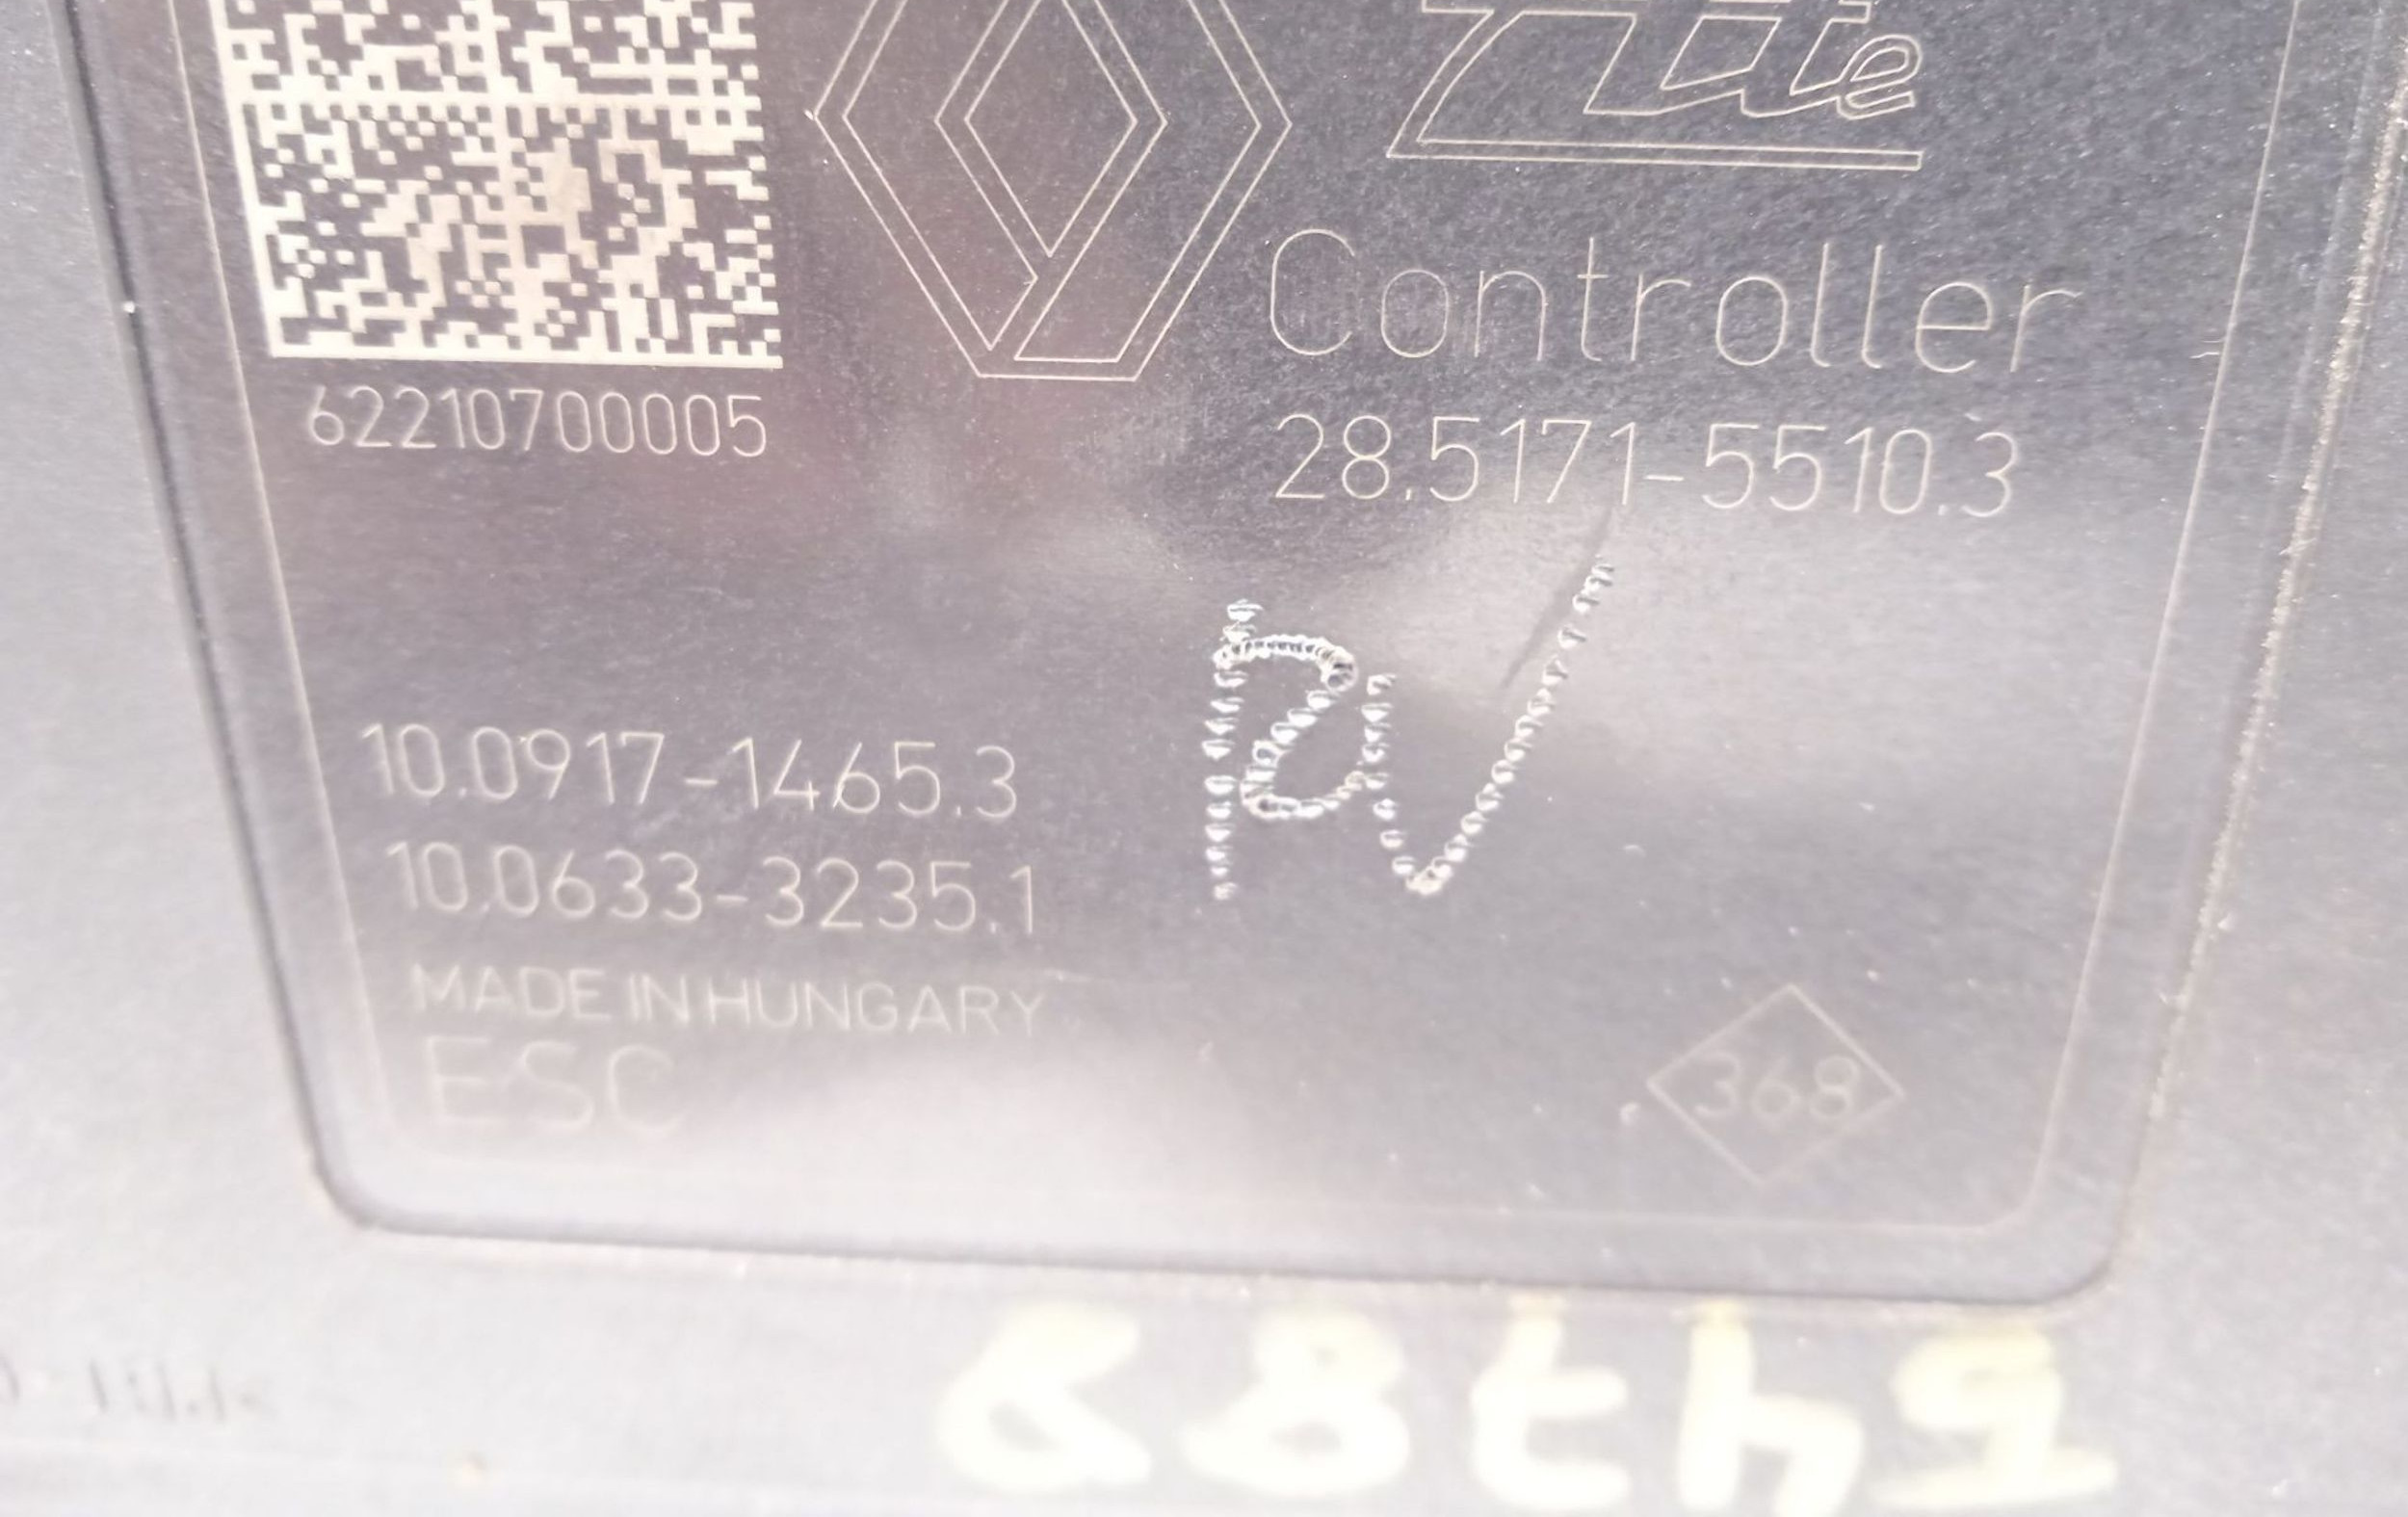 Ate
Controller
62210700005
28.5171-5510.3
10.0917-1465.3
10.0633-3235.1
MADE IN HUNGARY
ESC
368